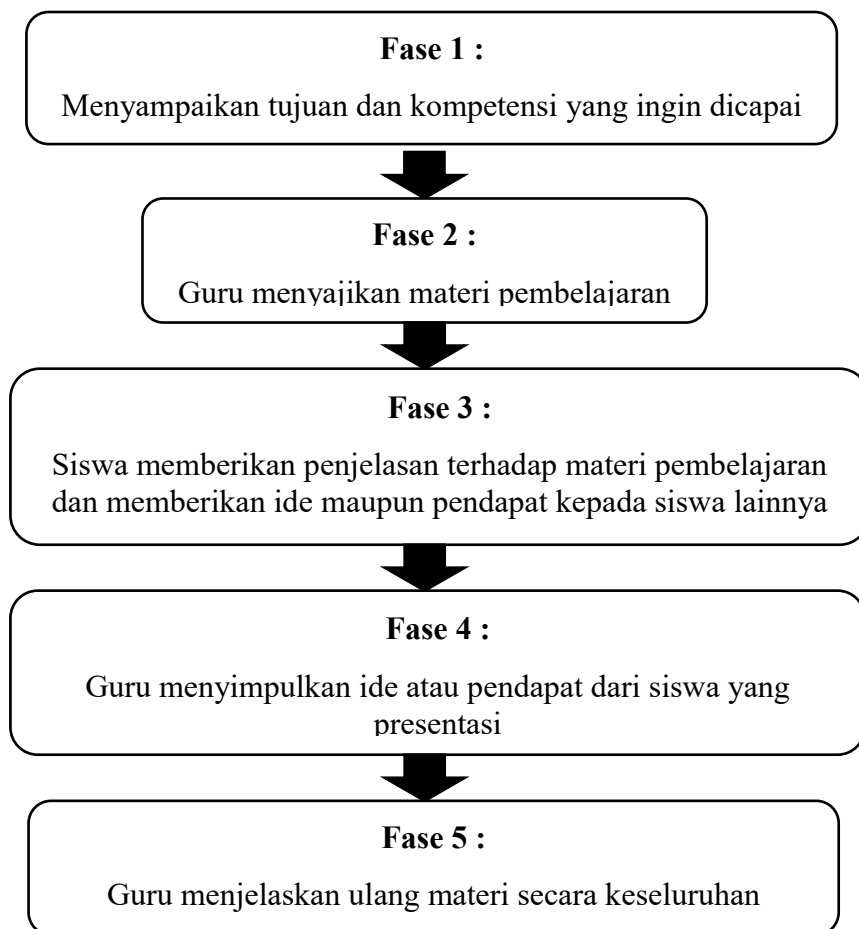 Fase 1 :
Menyampaikan tujuan dan kompetensi yang ingin dicapai
Fase 2 :
Guru menyajikan materi pembelajaran
Fase 3 :
Siswa memberikan penjelasan terhadap materi pembelajaran
dan memberikan ide maupun pendapat kepada siswa lainnya
Fase 4 :
Guru menyimpulkan ide atau pendapat dari siswa yang
presentasi
Fase 5 :
Guru menjelaskan ulang materi secara keseluruhan